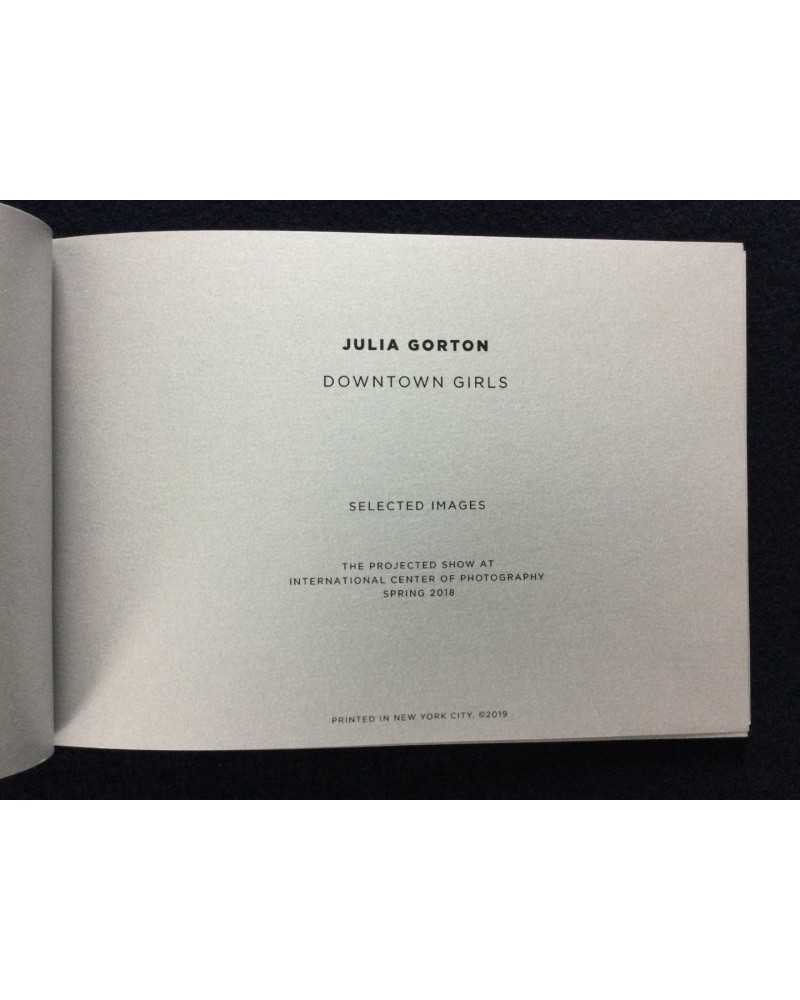 JULIA GORTON
DOWNTOWN GIRLS
SELECTED IMAGES
THE PROJECTED SHOW AT
INTERNATIONAL CENTER OF PHOTOGRAPHY
SPRING 2018
PRINTED IN NEW YORK CITY, ©2019